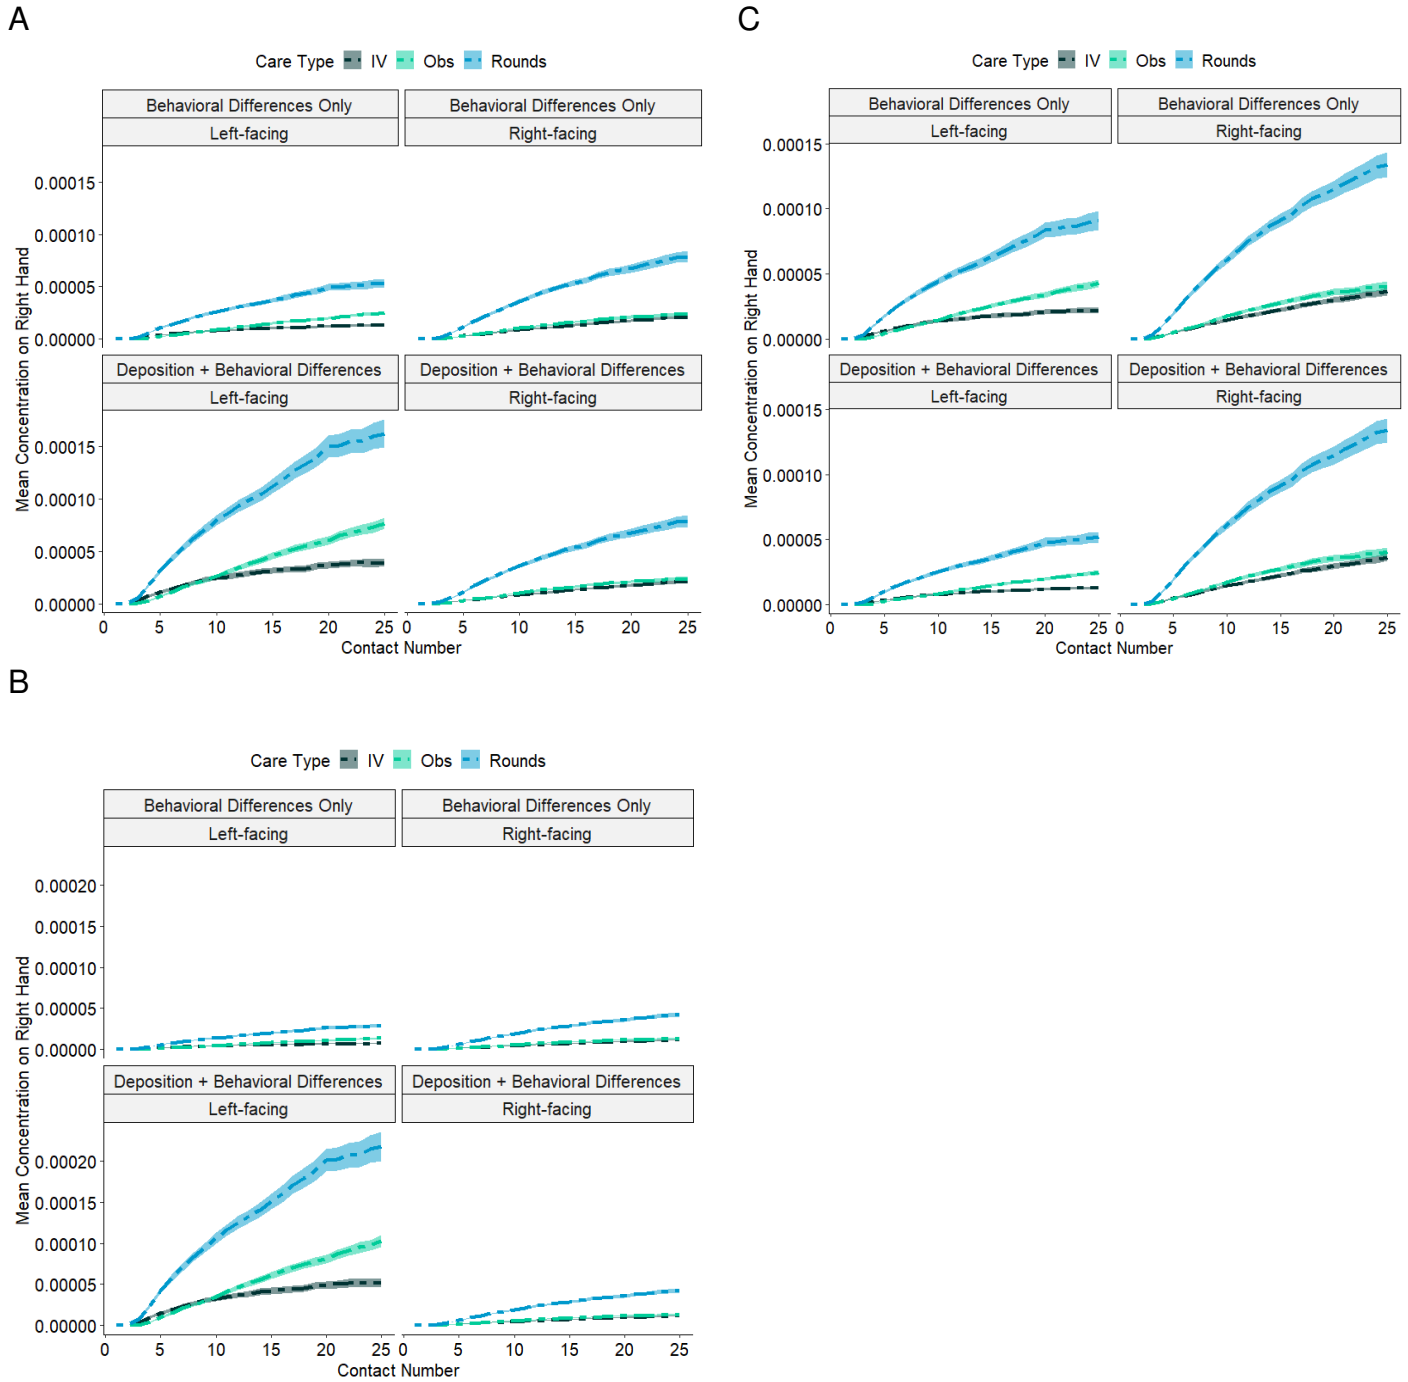 A
Care Type IV Obs Rounds
Behavioral Differences Only Behavioral Differences Only
Left-facing Right-facing
0.00015
0.00010
0.00005
0.00000
Deposition + Behavioral Differences Deposition + Behavioral Differences
Left-facing Right-facing
0.00015
0.00010
0.00005
0.00000
0 5 10 15 20 25 0 5 10 15 20 25
Contact Number
Mean Concentration on Right Hand
C
Care Type IV Obs Rounds
Behavioral Differences Only Behavioral Differences Only
Left-facing Right-facing
0.00015
0.00010
0.00005
0.00000
Deposition + Behavioral Differences Deposition + Behavioral Differences
Left-facing Right-facing
0.00015
0.00010
0.00005
0.00000
0 5 10 15 20 25 0 5 10 15 20 25
Contact Number
Mean Concentration on Right Hand
B
Care Type IV Obs Rounds
Behavioral Differences Only Behavioral Differences Only
Left-facing Right-facing
0.00020
0.00015
0.00010
0.00005
0.00000
Deposition + Behavioral Differences Deposition + Behavioral Differences
Left-facing Right-facing
0.00020
0.00015
0.00010
0.00005
0.00000
0 5 10 15 20 25 0 5 10 15 20 25
Contact Number
Mean Concentration on Right Hand